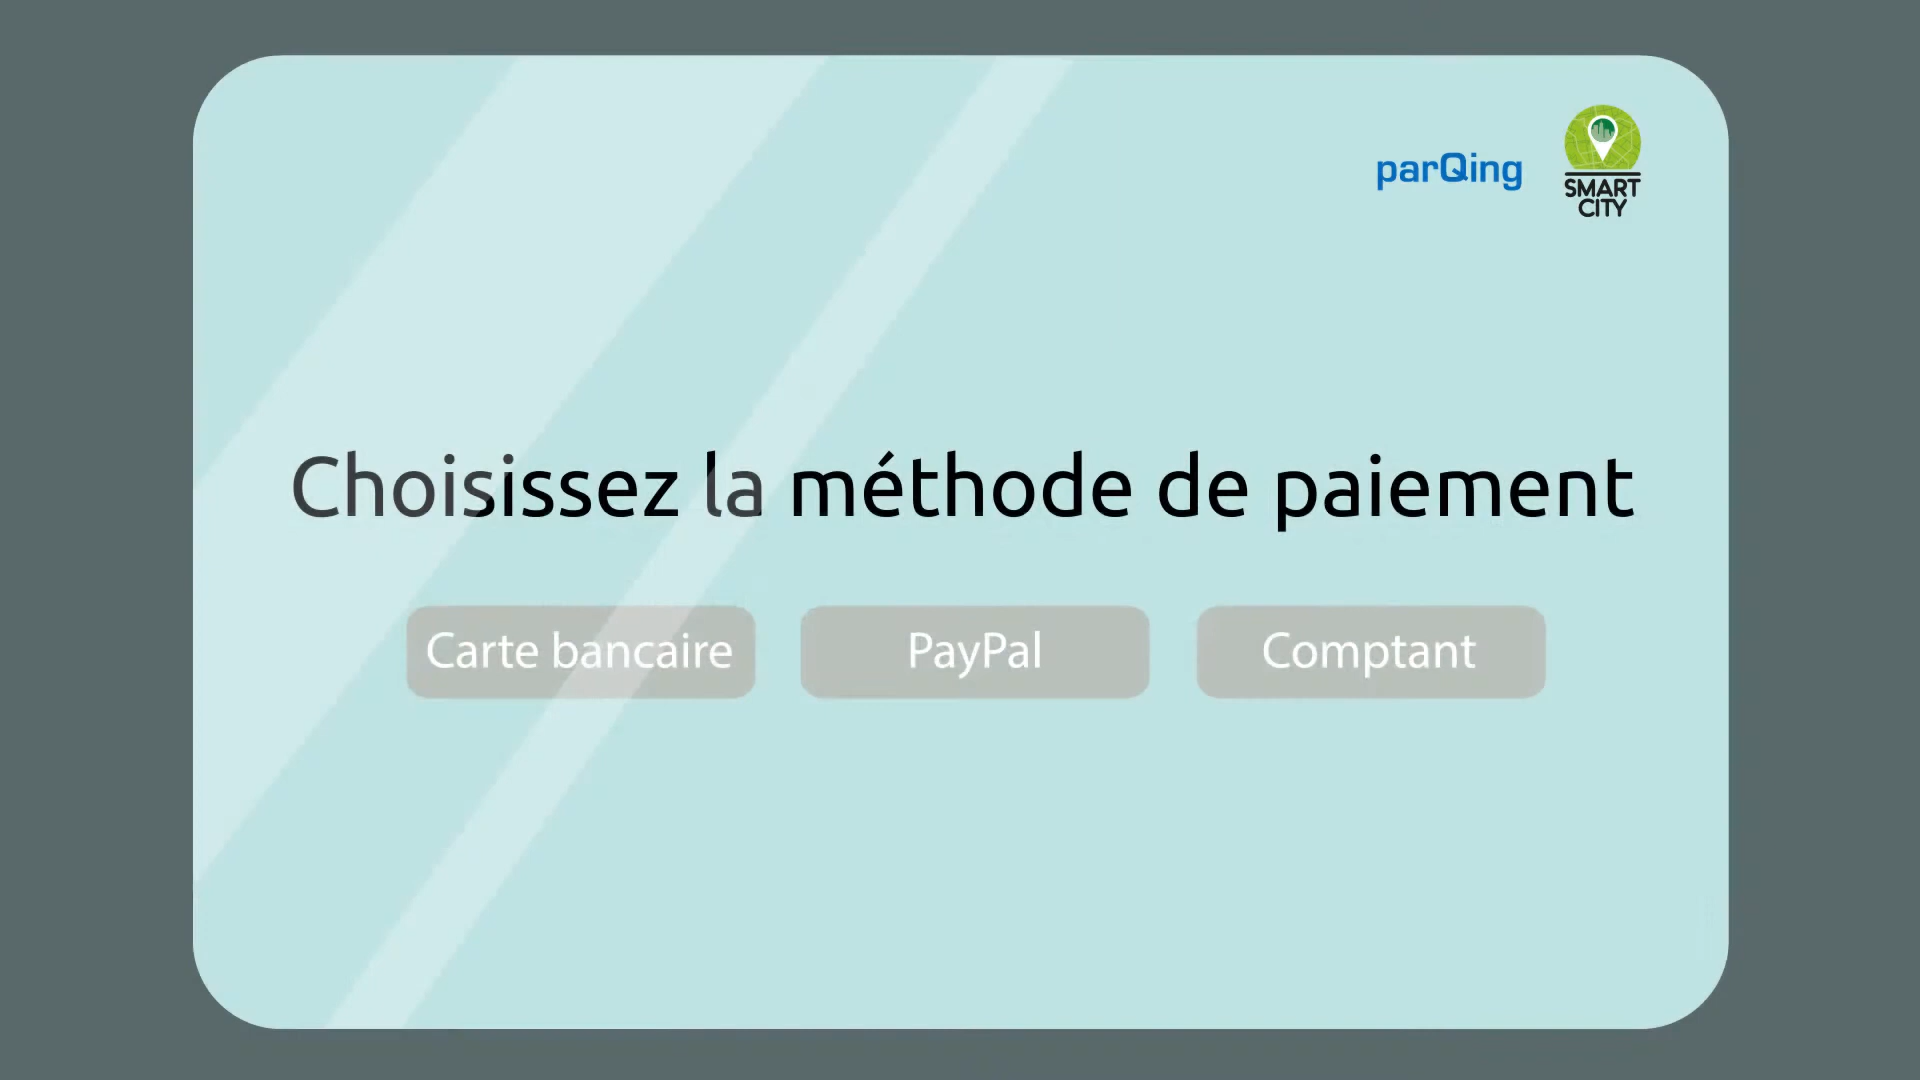 parQing
SMART
CITY
Choisissez la méthode de paiement
Carte bancaire
PayPal
Comptant